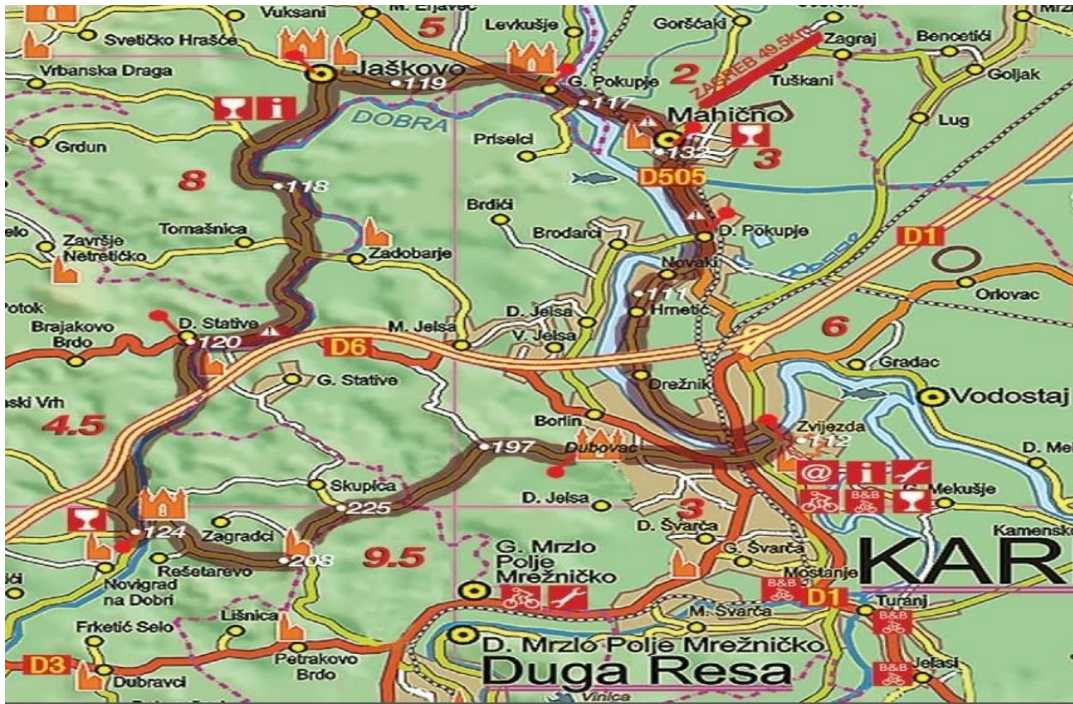 Vuksani
M. Erjavec
5
Levkušje
Gorščaki
Zagraj
Bencetići
Svetičko Hrašće
Goljak
Vrbanska Draga
Jaškovo
119
G. Pokupje
2
ZAGREB 49.5km
Tuškani
117
Mahično
DOBRA
Lug
Grdun
Priselci
132
3
8
118
D505
Brdići
Tomašnica
Završje
Netretičko
Zadobarje
Brodarci
D. Pokupje
D1
Novaki
111
Orlovac
Potok
Brajakovo
Brdo
D. Stative
120
M. Jelsa
D. Jelsa
Hrnetić
V. Jelsa
6
D6
Gradac
G. Stative
Drežnik
Vodostaj
4.5
Borlin
Zvijezda
112
197
Dubovac
@ i
Skupica
D. Jelsa
B&B
Mekušje
225
3
D. Švarča
124
Zagradci
Rešetarevo
203
9.5
G. Mrzlo
Polje
Mrežničko
G. Švarča
KAR
Novigrad
na Dobri
Mostanje
B&B
D1
Turanj
Lišnica
M. Švarča
B&B
Frketić Selo
D. Mrzlo Polje Mrežničko
D3
Petrakovo
Brdo
Duga Resa
B&B
Jelasi
Dubravci
Vinica